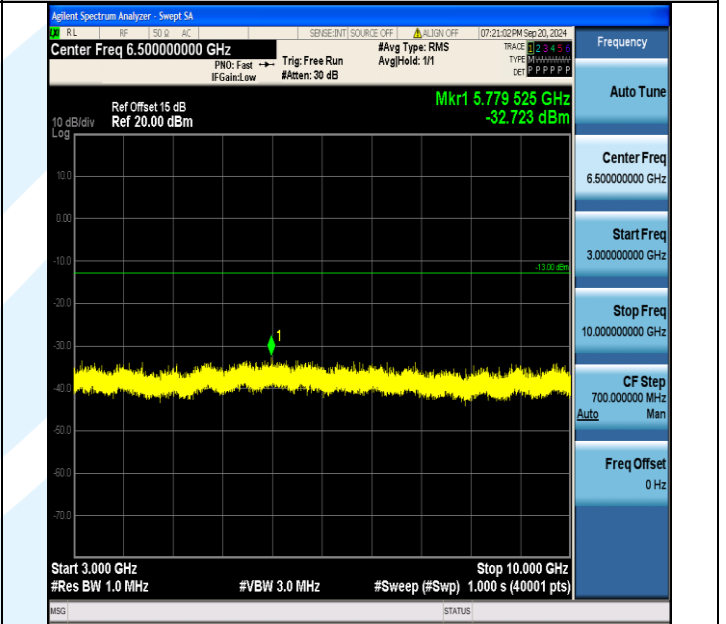 Agilent Spectrum Analyzer - Swept SA
RL RF 50 Ω AC SENSE:INT SOURCE OFF ALIGN OFF 07:21:02 PM Sep 20, 2024
Center Freq 6.500000000 GHz
PNO: Fast
IFGain:Low
Trig: Free Run
#Atten: 30 dB
#Avg Type: RMS
Avg|Hold: 1/1
TRACE 1 2 3 4 5 6
TYPE
DET P P P P P P
Ref Offset 15 dB
Ref 20.00 dBm
10 dB/div
Log
Mkr1 5.779 525 GHz
-32.723 dBm
10.0
0.00
-10.0
-13.00 dBm
-20.0
-30.0
1
-40.0
-50.0
-60.0
-70.0
Start 3.000 GHz
Stop 10.000 GHz
#Res BW 1.0 MHz
#VBW 3.0 MHz
#Sweep (#Swp) 1.000 s (40001 pts)
MSG
STATUS
Frequency
Auto Tune
Center Freq
6.500000000 GHz
Start Freq
3.000000000 GHz
Stop Freq
10.000000000 GHz
CF Step
700.000000 MHz
Auto Man
Freq Offset
0 Hz